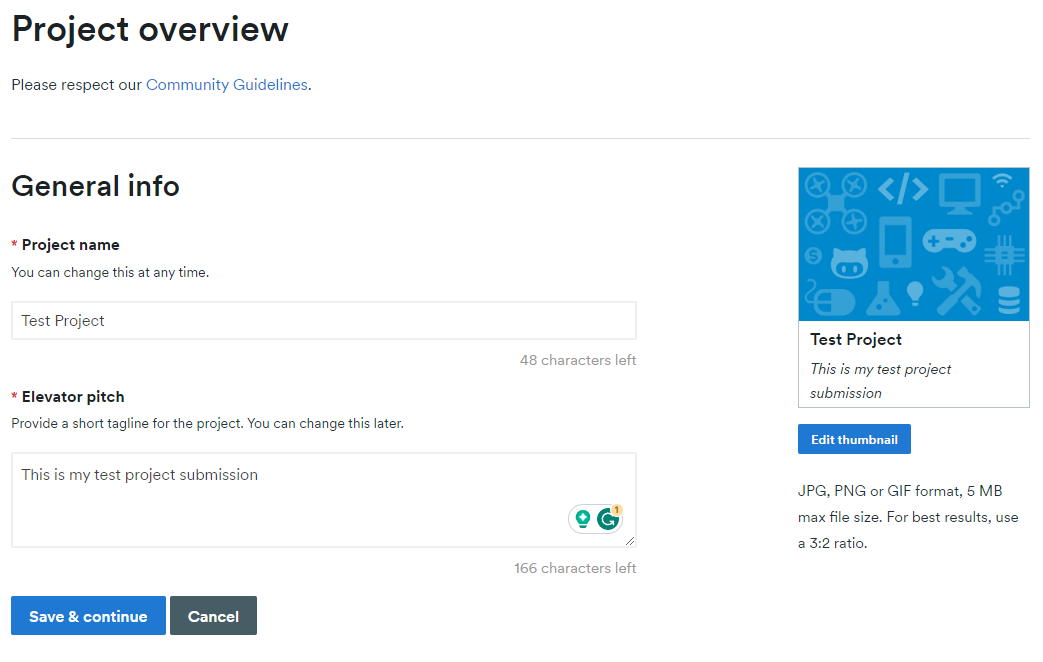 Project overview
Please respect our Community Guidelines.
General info
* Project name
You can change this at any time.
Test Project
48 characters left
* Elevator pitch
Provide a short tagline for the project. You can change this later.
This is my test project submission
1
166 characters left
Save & continue
Cancel
Test Project
This is my test project
submission
Edit thumbnail
JPG, PNG or GIF format, 5 MB
max file size. For best results, use
a 3:2 ratio.